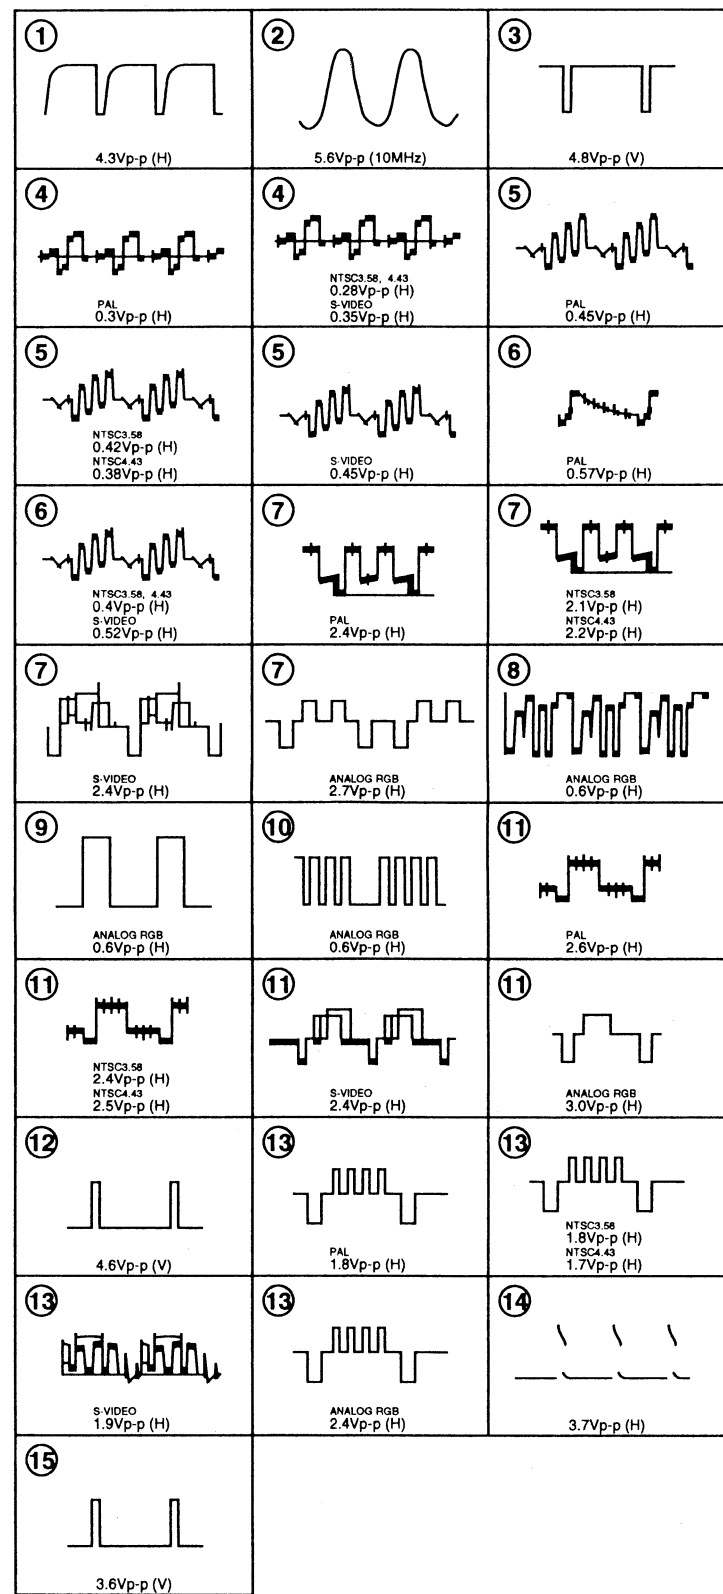 1
4.3Vp-p (H)
2
5.6Vp-p (10MHz)
3
4.8Vp-p (V)
4
PAL
0.3Vp-p (H)
4
NTSC3.58, 4.43
0.28Vp-p (H)
S-VIDEO
0.35Vp-p (H)
5
PAL
0.45Vp-p (H)
5
NTSC3.58
0.42Vp-p (H)
NTSC4.43
0.38Vp-p (H)
5
S-VIDEO
0.45Vp-p (H)
6
PAL
0.57Vp-p (H)
6
NTSC3.58, 4.43
0.4Vp-p (H)
S-VIDEO
0.52Vp-p (H)
7
PAL
2.4Vp-p (H)
7
NTSC3.58
2.1Vp-p (H)
NTSC4.43
2.2Vp-p (H)
7
S-VIDEO
2.4Vp-p (H)
7
ANALOG RGB
2.7Vp-p (H)
8
ANALOG RGB
0.6Vp-p (H)
9
ANALOG RGB
0.6Vp-p (H)
10
ANALOG RGB
0.6Vp-p (H)
11
PAL
2.6Vp-p (H)
11
NTSC3.58
2.4Vp-p (H)
NTSC4.43
2.5Vp-p (H)
11
S-VIDEO
2.4Vp-p (H)
11
ANALOG RGB
3.0Vp-p (H)
12
4.6Vp-p (V)
13
PAL
1.8Vp-p (H)
13
NTSC3.58
1.8Vp-p (H)
NTSC4.43
1.7Vp-p (H)
13
S-VIDEO
1.9Vp-p (H)
13
ANALOG RGB
2.4Vp-p (H)
14
3.7Vp-p (H)
15
3.6Vp-p (V)